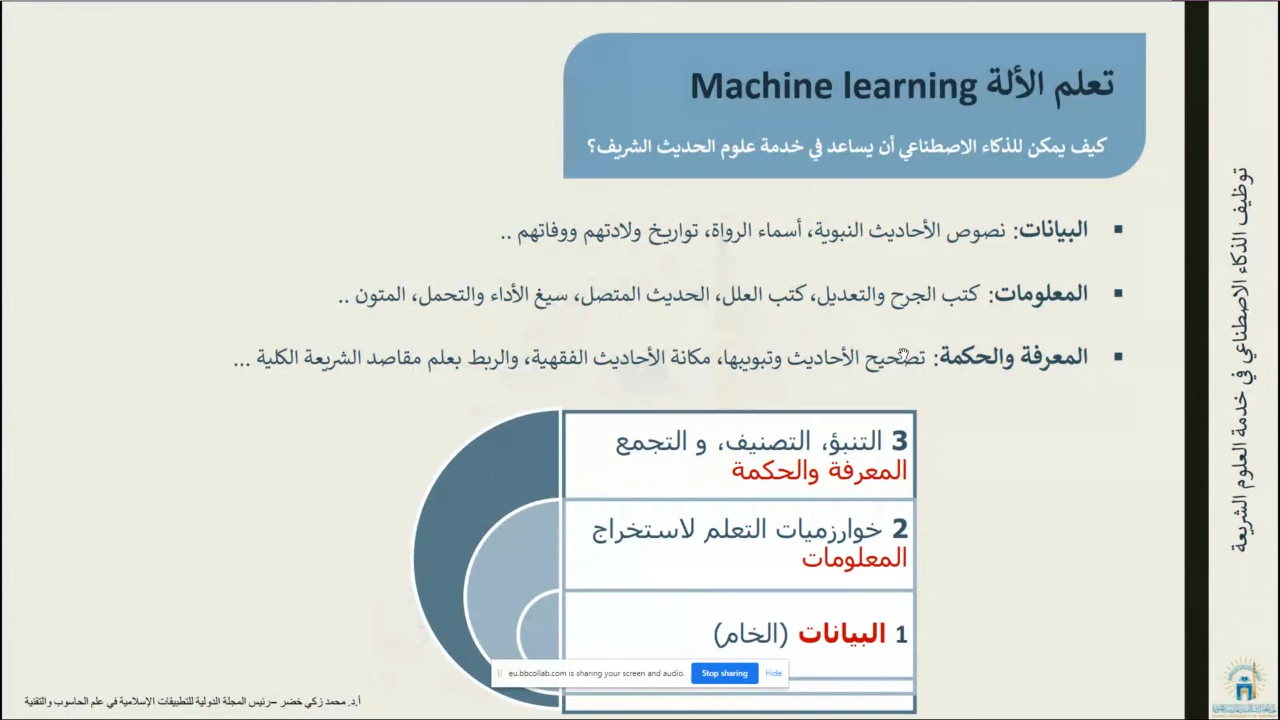 تعلم الألة Machine learning
كيف يمكن للذكاء الاصطناعي أن يساعد في خدمة علوم الحديث الشريف؟
▪ البيانات: نصوص الأحاديث النبوية، أسماء الرواة، تواريخ ولادتهم ووفاتهم ..
▪ المعلومات: كتب الجرح والتعديل، كتب العلل، الحديث المتصل، سيغ الأداء والتحمل، المتون ..
▪ المعرفة والحكمة: تصحيح الأحاديث وتبويبها، مكانة الأحاديث الفقهية، والربط بعلم مقاصد الشريعة الكلية ...
3 التنبؤ، التصنيف، و التجمع
المعرفة والحكمة
2 خوارزميات التعلم لاستخراج
المعلومات
1 البيانات (الخام)
eu.bbcollab.com is sharing your screen and audio. Stop sharing Hide
أ.د. محمد زكي خضر –رئيس المجلة الدولية للتطبيقات الإسلامية في علم الحاسوب والتقنية
توظيف الذكاء الاصطناعي في خدمة العلوم الشريعة